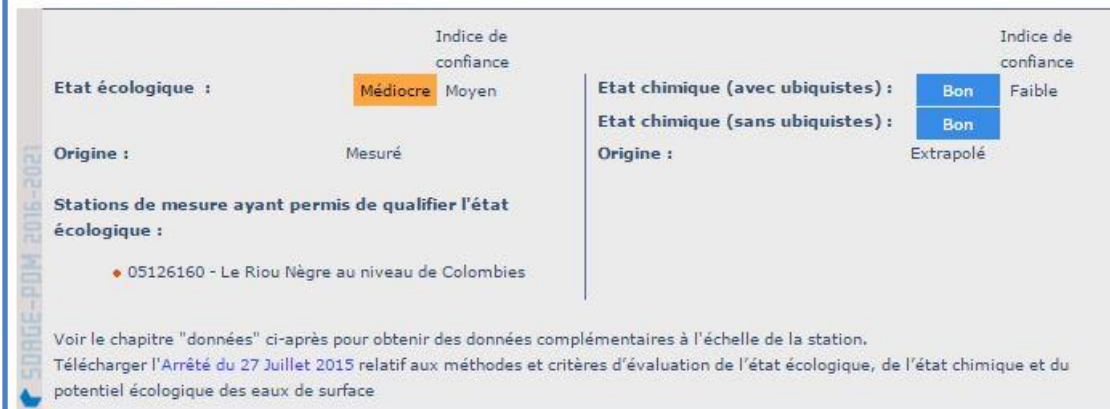 Indice de
confiance
Etat écologique :
Médiocre Moyen
Origine :
Mesuré
Stations de mesure ayant permis de qualifier l'état
écologique :
05126160 - Le Riou Nègre au niveau de Colombies
Indice de
confiance
Etat chimique (avec ubiquistes) :
Bon Faible
Etat chimique (sans ubiquistes) :
Bon
Origine :
Extrapolé
Voir le chapitre "données" ci-après pour obtenir des données complémentaires à l'échelle de la station.
Télécharger l'Arrêté du 27 Juillet 2015 relatif aux méthodes et critères d'évaluation de l'état écologique, de l'état chimique et du
potentiel écologique des eaux de surface
SDAGE-PDM 2016-2021